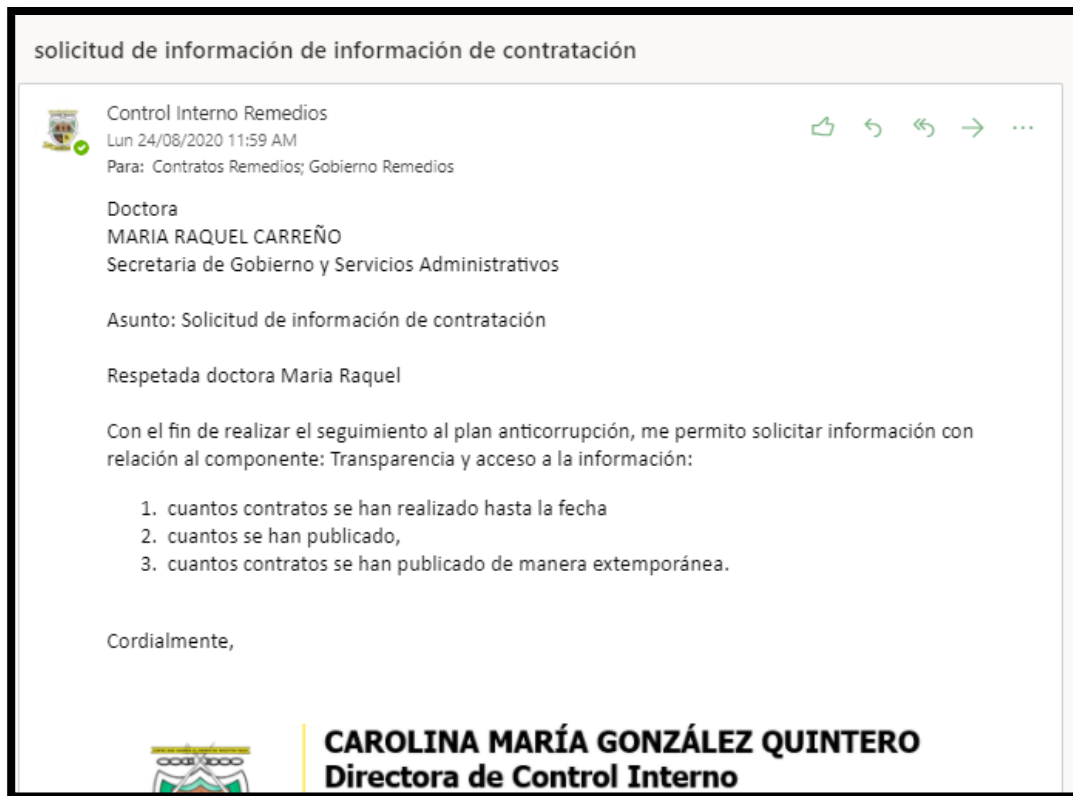 solicitud de información de información de contratación
Control Interno Remedios
Lun 24/08/2020 11:59 AM
Para: Contratos Remedios; Gobierno Remedios
Doctora
MARIA RAQUEL CARREÑO
Secretaria de Gobierno y Servicios Administrativos
Asunto: Solicitud de información de contratación
Respetada doctora Maria Raquel
Con el fin de realizar el seguimiento al plan anticorrupción, me permito solicitar información con
relación al componente: Transparencia y acceso a la información:
1. cuantos contratos se han realizado hasta la fecha
2. cuantos se han publicado,
3. cuantos contratos se han publicado de manera extemporánea.
Cordialmente,
CAROLINA MARÍA GONZÁLEZ QUINTERO
Directora de Control Interno